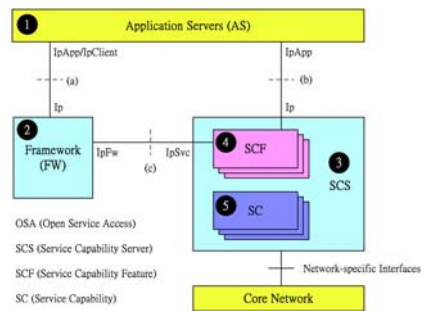 1 Application Servers (AS)
IpApp/IpClient
IpApp
(a)
(b)
Ip
Ip
2
Framework
(FW)
IpFw
(c)
IpSvc
4
SCF
3
SCS
5
SC
OSA (Open Service Access)
SCS (Service Capability Server)
SCF (Service Capability Feature)
SC (Service Capability)
Network-specific Interfaces
Core Network